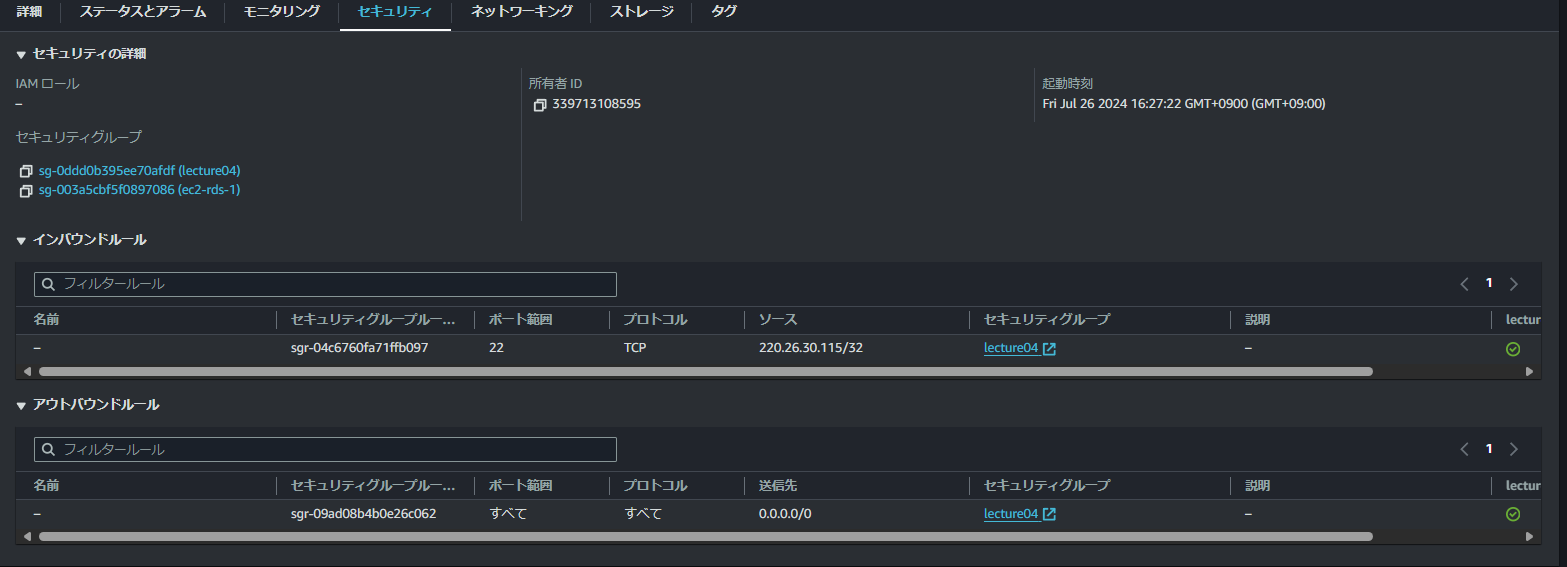 詳細 ステータスとアラーム モニタリング セキュリティ ネットワーキング ストレージ タグ
セキュリティの詳細
IAM ロール 所有者 ID 起動時刻
– 339713108595 Fri Jul 26 2024 16:27:22 GMT+0900 (GMT+09:00)
セキュリティグループ
sg-0ddd0b395ee70afdf (lecture04)
sg-003a5cbf5f0897086 (ec2-rds-1)
インバウンドルール
フィルタールール 1
名前 セキュリティグループルー... ポート範囲 プロトコル ソース セキュリティグループ 説明 lectur
– sgr-04c6760fa71ffb097 22 TCP 220.26.30.115/32 lecture04 –
アウトバウンドルール
フィルタールール 1
名前 セキュリティグループルー... ポート範囲 プロトコル 送信先 セキュリティグループ 説明 lectur
– sgr-09ad08b4b0e26c062 すべて すべて 0.0.0.0/0 lecture04 –